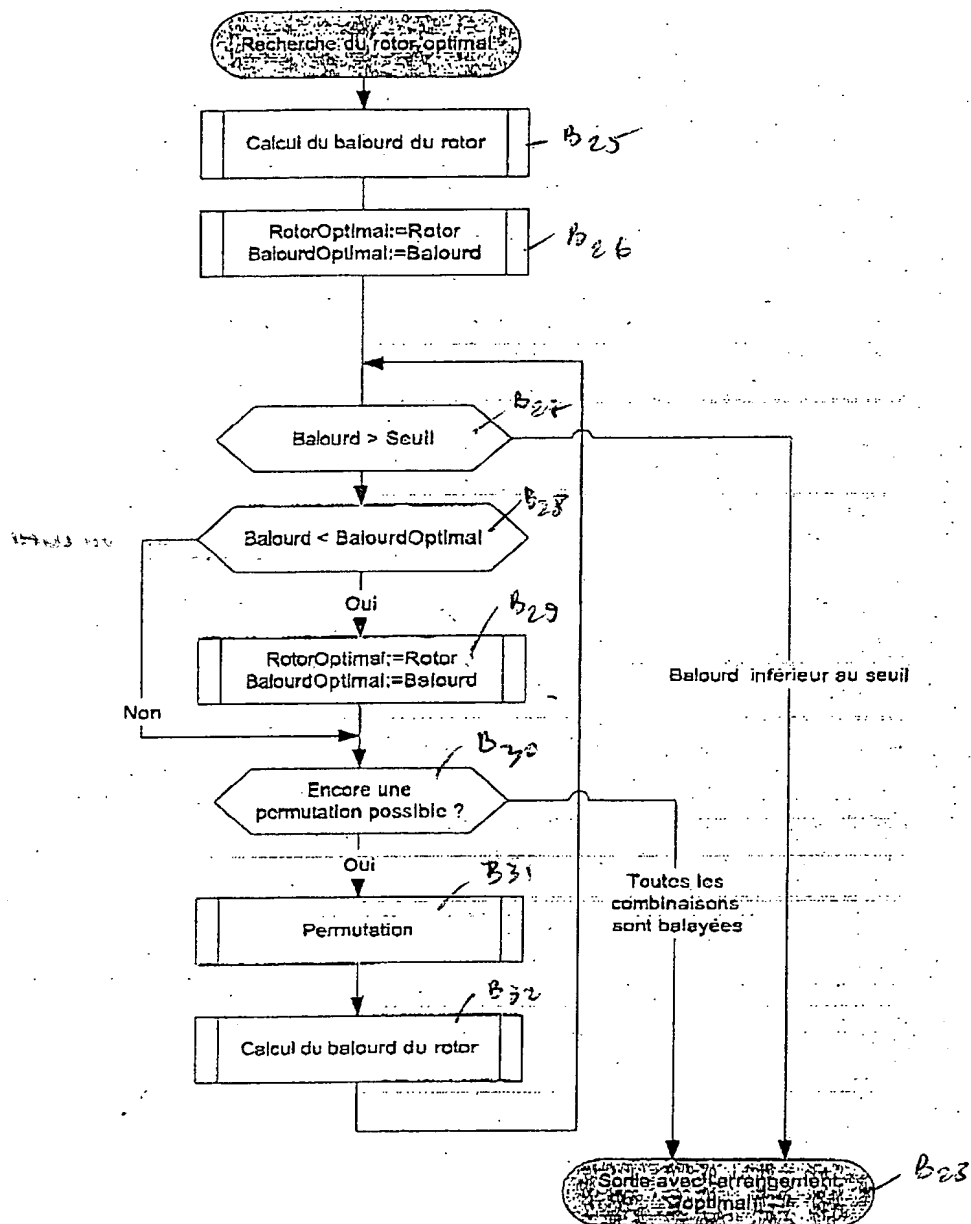 Recherche du rotor optimal
Calcul du balourd du rotor
B25
RotorOptimal:=Rotor
BalourdOptimal:=Balourd
B26
B27
Balourd > Seuil
B28
Balourd < BalourdOptimal
Oui
B29
RotorOptimal:=Rotor
BalourdOptimal:=Balourd
Balourd inférieur au seuil
Non
B30
Encore une
permutation possible ?
Oui
Toutes les
combinaisons
sont balayées
B31
Permutation
B32
Calcul du balourd du rotor
Sortie avec l'arrangement
optimal
B23